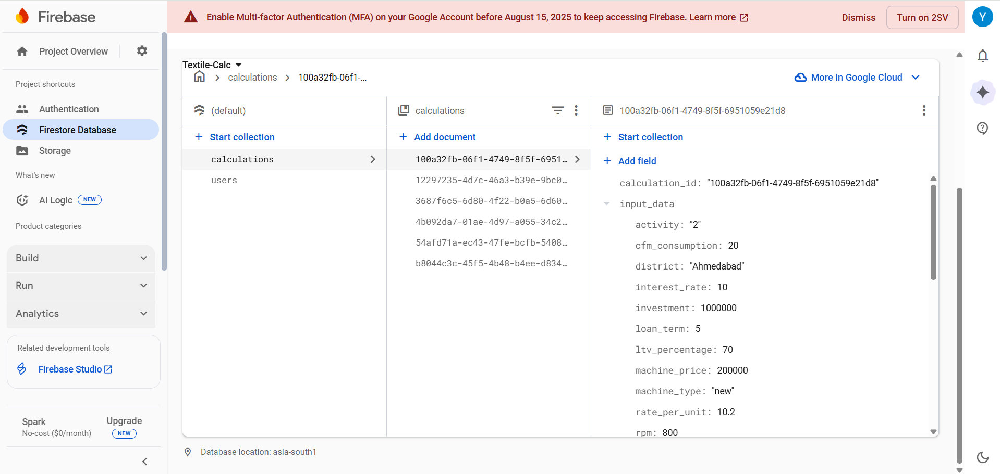 Firebase
Enable Multi-factor Authentication (MFA) on your Google Account before August 15, 2025 to keep accessing Firebase. Learn more
Dismiss
Turn on 2SV
Y
Project Overview
Project shortcuts
Authentication
Firestore Database
Storage
What's new
AI Logic NEW
Product categories
Build
Run
Analytics
Related development tools
Firebase Studio
Spark
No-cost ($0/month)
Upgrade
NEW
Textile-Calc
calculations
100a32fb-06f1-...
More in Google Cloud
(default)
Start collection
calculations
users
calculations
Add document
100a32fb-06f1-4749-8f5f-6951…
12297235-4d7c-46a3-b39e-9bc0…
3687f6c5-6d80-4f22-b0a5-6d60…
4b092da7-01ae-4d97-a055-34c2…
54afd71a-ec43-47fe-bcfb-5408…
b8044c3c-45f5-4b48-b4ee-d834…
100a32fb-06f1-4749-8f5f-6951059e21d8
Start collection
Add field
calculation_id: "100a32fb-06f1-4749-8f5f-6951059e21d8"
input_data
activity: "2"
cfm_consumption: 20
district: "Ahmedabad"
interest_rate: 10
investment: 1000000
loan_term: 5
ltv_percentage: 70
machine_price: 200000
machine_type: "new"
rate_per_unit: 10.2
rpm: 800
Database location: asia-south1